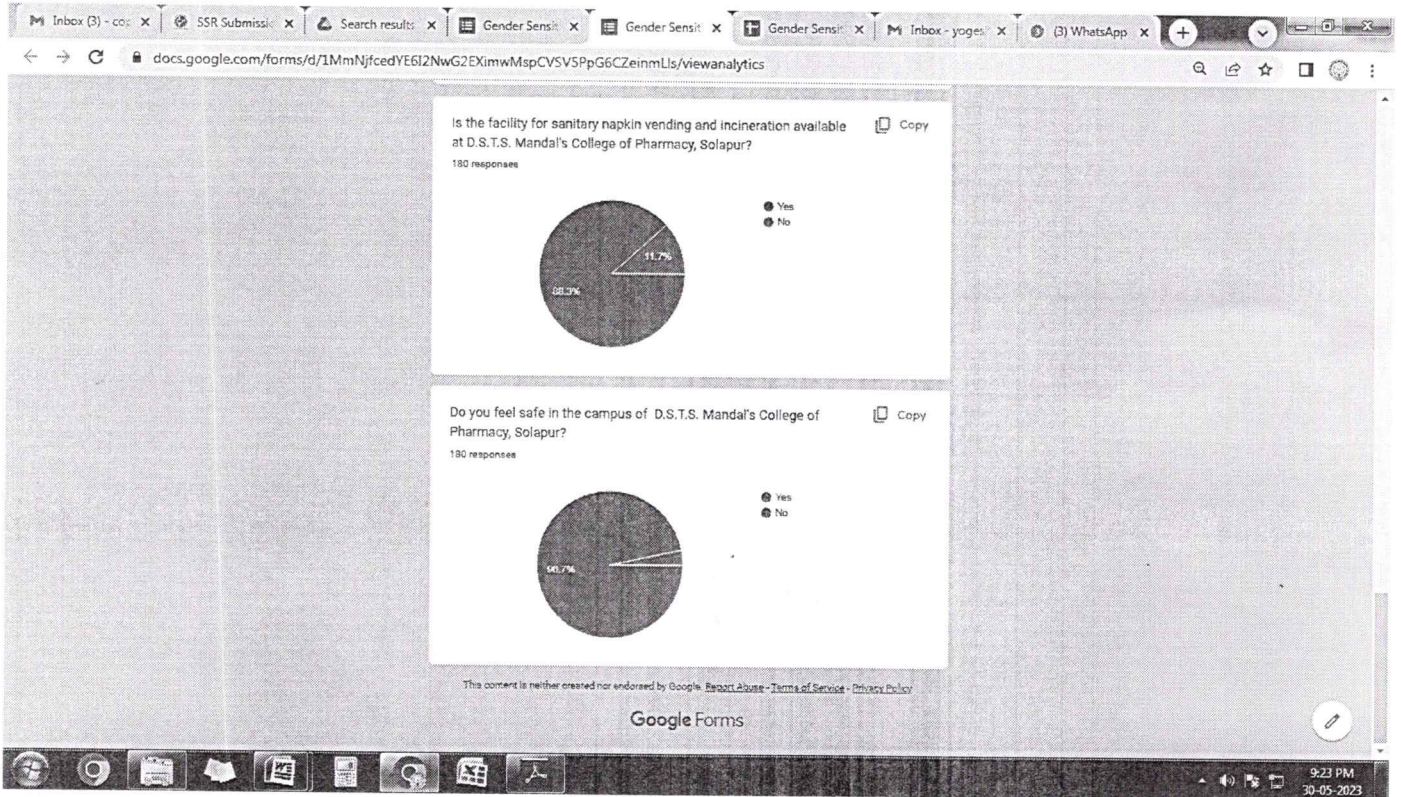 Inbox (3) - co
SSR Submissi
Search results
Gender Sensit
Gender Sensit
Gender Sensit
Inbox - yoges
(3) WhatsApp
docs.google.com/forms/d/1MmNjfcedYE6I2NwG2EXimwMspCVSVSPpG6CZeinmLIs/viewanalytics
Is the facility for sanitary napkin vending and incineration available
at D.S.T.S. Mandal's College of Pharmacy, Solapur?
Copy
180 responses
Yes
No
11.7%
88.3%
Do you feel safe in the campus of D.S.T.S. Mandal's College of
Pharmacy, Solapur?
Copy
180 responses
Yes
No
This content is neither created nor endorsed by Google. Report Abuse - Terms of Service - Privacy Policy
Google Forms
9:23 PM
30-05-2023